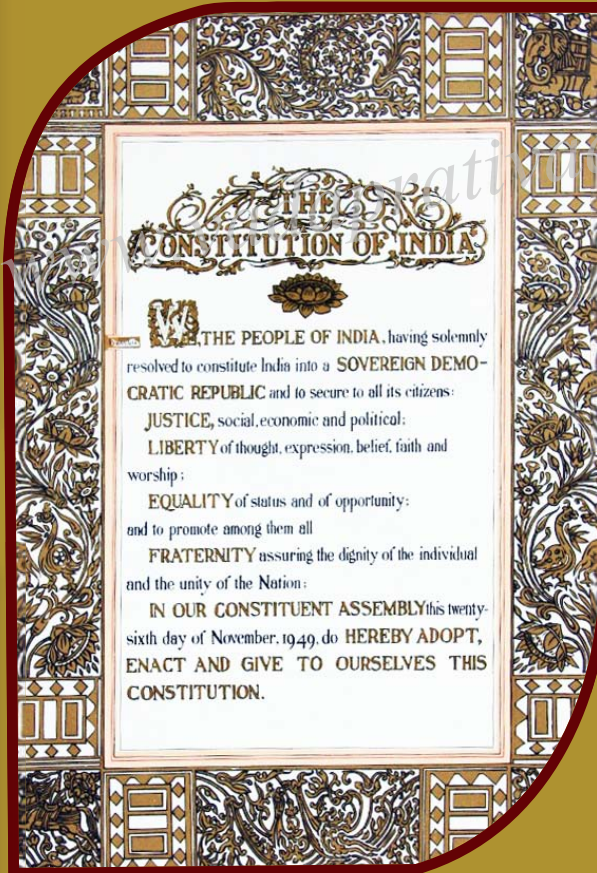 THE
CONSTITUTION OF INDIA
WE, THE PEOPLE OF INDIA, having solemnly
resolved to constitute India into a SOVEREIGN DEMO-
CRATIC REPUBLIC and to secure to all its citizens:
JUSTICE, social, economic and political;
LIBERTY of thought, expression, belief, faith and
worship;
EQUALITY of status and of opportunity;
and to promote among them all
FRATERNITY assuring the dignity of the individual
and the unity of the Nation;
IN OUR CONSTITUENT ASSEMBLY this twenty-
sixth day of November, 1949, do HEREBY ADOPT,
ENACT AND GIVE TO OURSELVES THIS
CONSTITUTION.